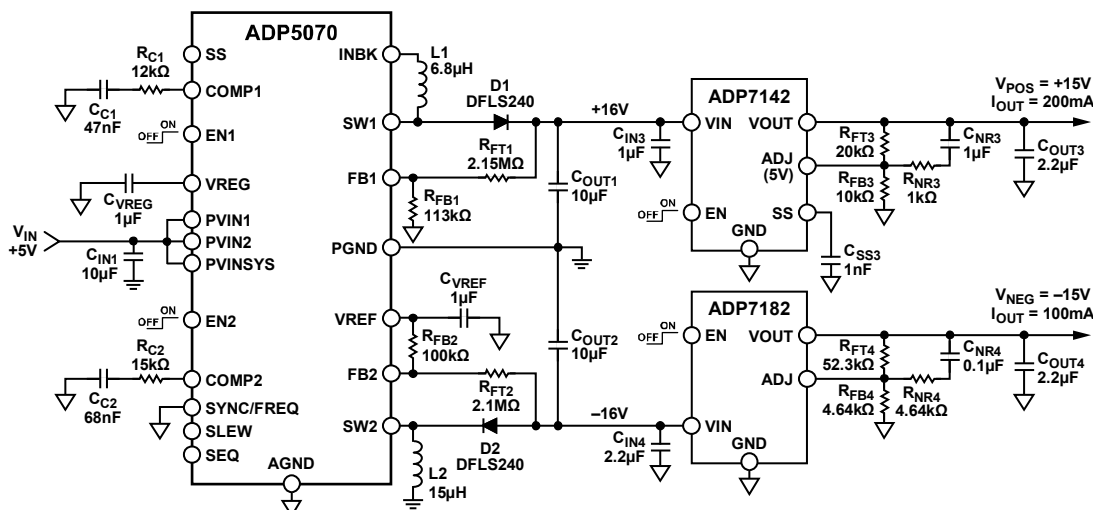 ADP5070
SS
INBK
L1
6.8µH
RC1
12kΩ
CC1
47nF
COMP1
D1
DFLS240
+16V
SW1
ON
OFF
EN1
RFT1
2.15MΩ
FB1
RFB1
113kΩ
COUT1
10µF
VREG
CVREG
1µF
VIN
+5V
PVIN1
PVIN2
PVINSYS
CIN1
10µF
PGND
ON
OFF
EN2
VREF
CVREF
1µF
RFB2
100kΩ
COUT2
10µF
RC2
15kΩ
CC2
68nF
COMP2
FB2
RFT2
2.1MΩ
SYNC/FREQ
SLEW
SEQ
SW2
D2
DFLS240
–16V
L2
15µH
AGND
ADP7142
CIN3
1µF
VIN
VOUT
ADJ
(5V)
ON
OFF
EN
SS
GND
RFT3
20kΩ
RFB3
10kΩ
RNR3
1kΩ
CNR3
1µF
COUT3
2.2µF
CSS3
1nF
VPOS = +15V
IOUT = 200mA
ADP7182
ON
OFF
EN
VOUT
ADJ
VIN
GND
CIN4
2.2µF
RFT4
52.3kΩ
RFB4
4.64kΩ
RNR4
4.64kΩ
CNR4
0.1µF
COUT4
2.2µF
VNEG = –15V
IOUT = 100mA